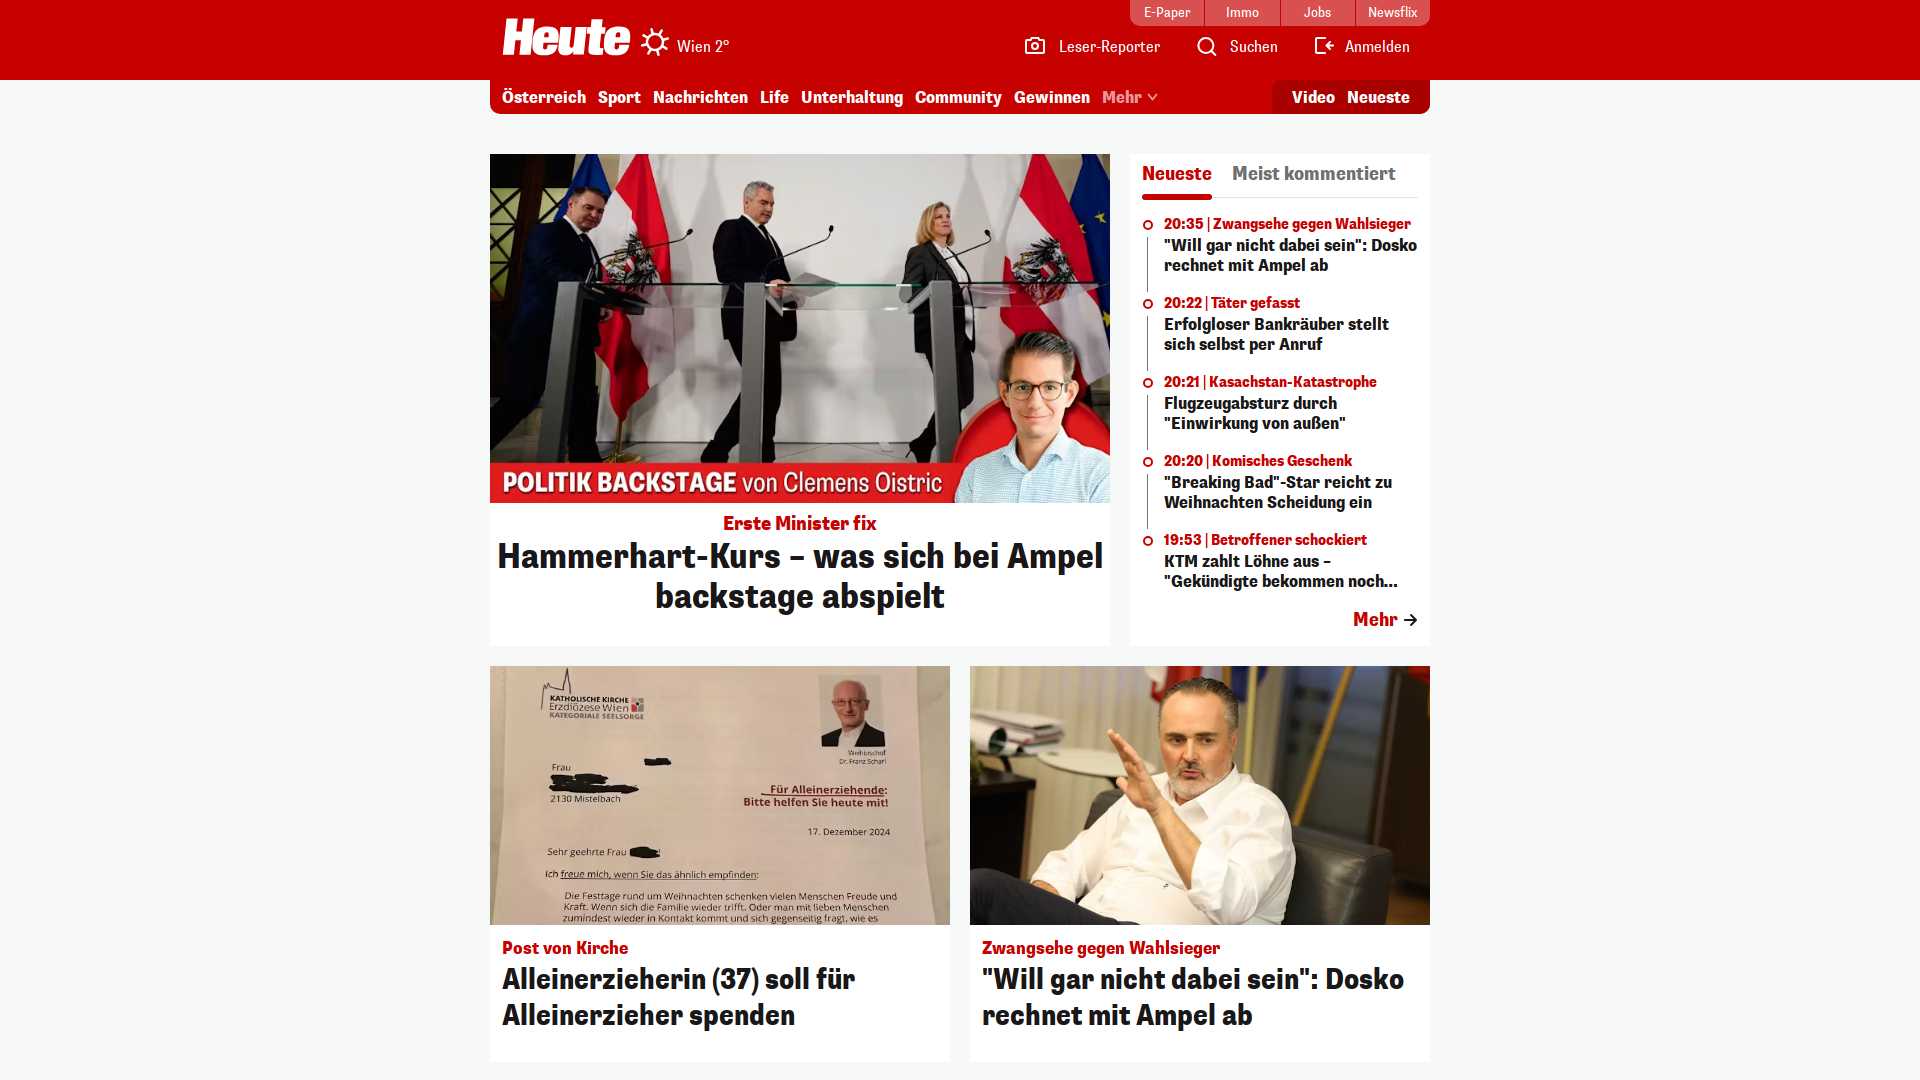 E-Paper
Immo
Jobs
Newsflix
Heute
Wien 2°
Leser-Reporter
Suchen
Anmelden
Österreich
Sport
Nachrichten
Life
Unterhaltung
Community
Gewinnen
Mehr
Video
Neueste
POLITIK BACKSTAGE von Clemens Oistric
Erste Minister fix
Hammerhart-Kurs – was sich bei Ampel
backstage abspielt
Neueste
Meist kommentiert
20:35 | Zwangsehe gegen Wahlsieger
"Will gar nicht dabei sein": Dosko
rechnet mit Ampel ab
20:22 | Täter gefasst
Erfolgloser Bankräuber stellt
sich selbst per Anruf
20:21 | Kasachstan-Katastrophe
Flugzeugabsturz durch
"Einwirkung von außen"
20:20 | Komisches Geschenk
"Breaking Bad"-Star reicht zu
Weihnachten Scheidung ein
19:53 | Betroffener schockiert
KTM zahlt Löhne aus –
"Gekündigte bekommen noch...
Mehr
KATHOLISCHE KIRCHE
Erzdiözese Wien
KATEGORIALE SEELSORGE
Weihbischof
Dr. Franz Scharl
Frau
2130 Mistelbach
Für Alleinerziehende:
Bitte helfen Sie heute mit!
17. Dezember 2024
Sehr geehrte Frau
Ich freue mich, wenn Sie das ähnlich empfinden:
Die Festtage rund um Weihnachten schenken vielen Menschen Freude und
Kraft. Wenn sich die Familie wieder trifft. Oder man mit lieben Menschen
zumindest wieder in Kontakt kommt und sich gegenseitig fragt, wie es
Post von Kirche
Alleinerzieherin (37) soll für
Alleinerzieher spenden
Zwangsehe gegen Wahlsieger
"Will gar nicht dabei sein": Dosko
rechnet mit Ampel ab